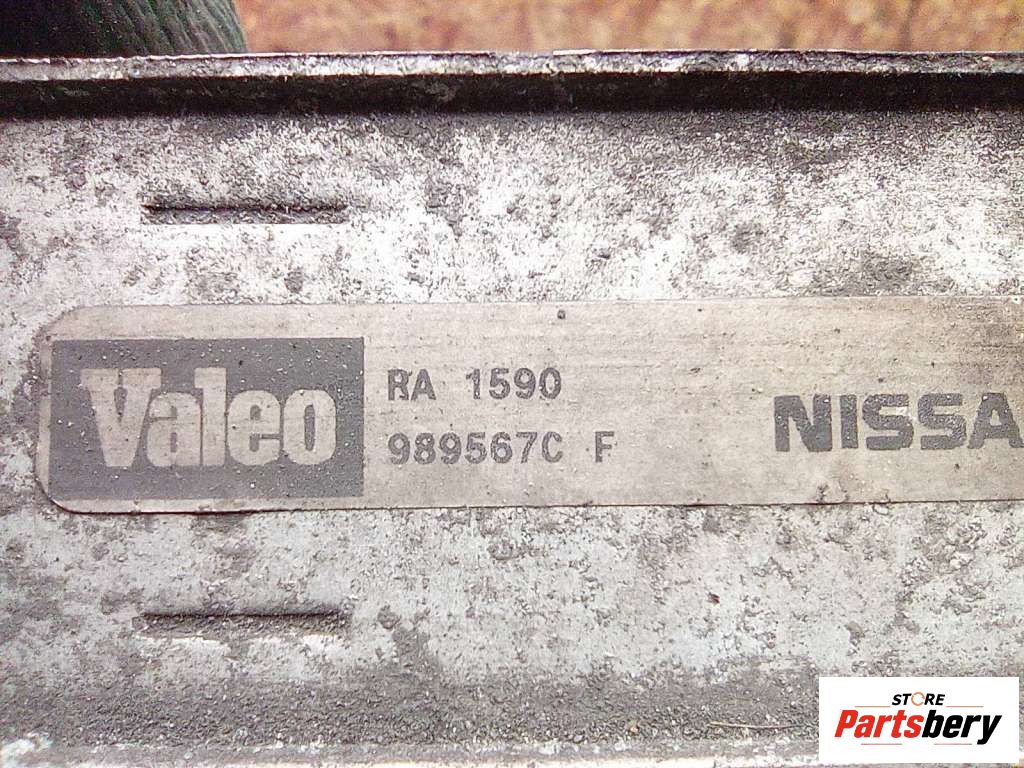 Valeo
RA 1590
989567C F
NISSA
STORE
Partsbery